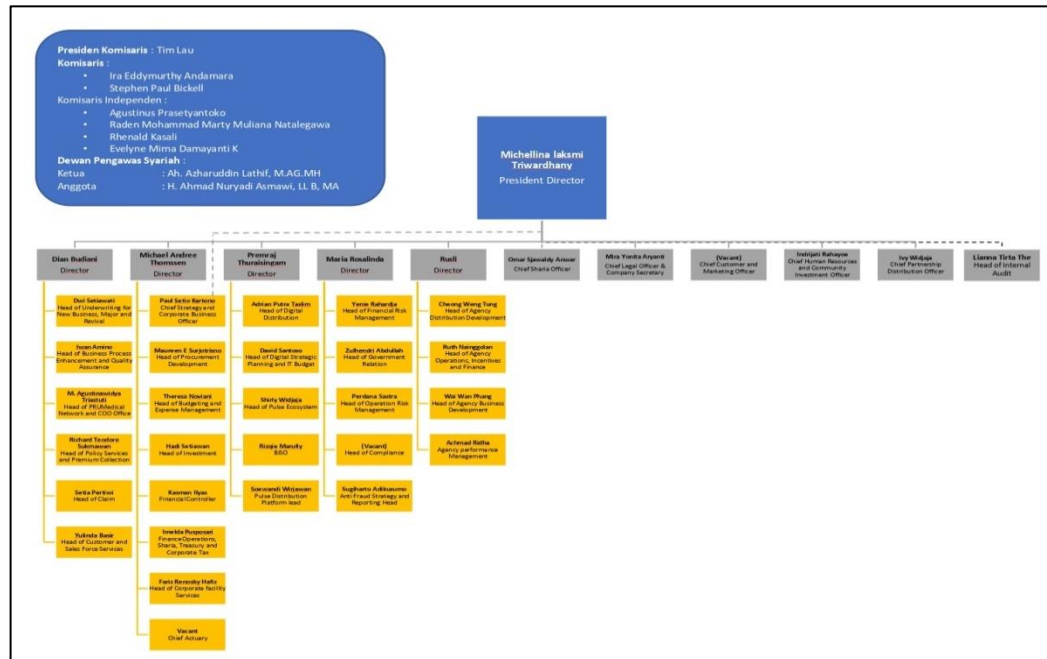 Presiden Komisaris : Tim Lau
Komisaris :
• Ira Eddymurthy Andamara
• Stephen Paul Bickell
Komisaris Independen :
• Agustinus Prasetyantoko
• Raden Mohammad Marty Muliana Natalegawa
• Rhenald Kasali
• Evelyne Mirna Damayanti K
Dewan Pengawas Syariah :
Ketua : Ah. Azharuddin Lathif, M.AG.MH
Anggota : H. Ahmad Nuryadi Asmawi, LL B, MA
Michellina laksmi
Triwardhany
President Director
Dian Budiani
Director
Michael Andree
Thomssen
Director
Premraj
Thuraisingam
Director
Maria Rosalinda
Director
Rusli
Director
Omar Sjawaldy Anwar
Chief Sharia Officer
Mira Yonita Aryanti
Chief Legal Officer &
Company Secretary
(Vacant)
Chief Customer and
Marketing Officer
Indrijati Rahayoe
Chief Human Resources
and Community
Investment Officer
Ivy Widjaja
Chief Partnership
Distribution Officer
Lianna Tirta The
Head of Internal
Audit
Dwi Setiawati
Head of Underwriting for
New Business, Major and
Revival
Iwan Amino
Head of Business Process
Enhancement and Quality
Assurance
M. Agustinawidya
Triastuti
Head of PRUMedical
Network and COO Office
Richard Teodore
Sukmawan
Head of Policy Services
and Premium Collection
Setia Pertiwi
Head of Claim
Yulinda Basir
Head of Customer and
Sales Force Services
Paul Setio Kartono
Chief Strategy and
Corporate Business
Officer
Maureen E Surjotrisno
Head of Procurement
Development
Theresa Noviani
Head of Budgeting and
Expense Management
Hadi Setiawan
Head of Investment
Kasman Ilyas
Financial Controller
Imelda Pusposari
Finance Operations,
Sharia, Treasury and
Corporate Tax
Fariz Renosky Hafiz
Head of Corporate facility
Services
Vacant
Chief Actuary
Adrian Putra Taslim
Head of Digital
Distribution
David Santoso
Head of Digital Strategic
Planning and IT Budget
Shirly Widjaja
Head of Pulse Ecosystem
Rizqie Mandly
BISO
Soewandi Wirjawan
Pulse Distribution
Platform lead
Yenie Rahardja
Head of Financial Risk
Management
Zulhendri Abdullah
Head of Government
Relation
Perdana Sastra
Head of Operation Risk
Management
(Vacant)
Head of Compliance
Sugiharto Adikusumo
Anti Fraud Strategy and
Reporting Head
Cheong Weng Tung
Head of Agency
Distribution Development
Ruth Nainggolan
Head of Agency
Operations, Incentives
and Finance
Wai Wan Phang
Head of Agency Business
Development
Achmad Ridha
Agency performance
Management